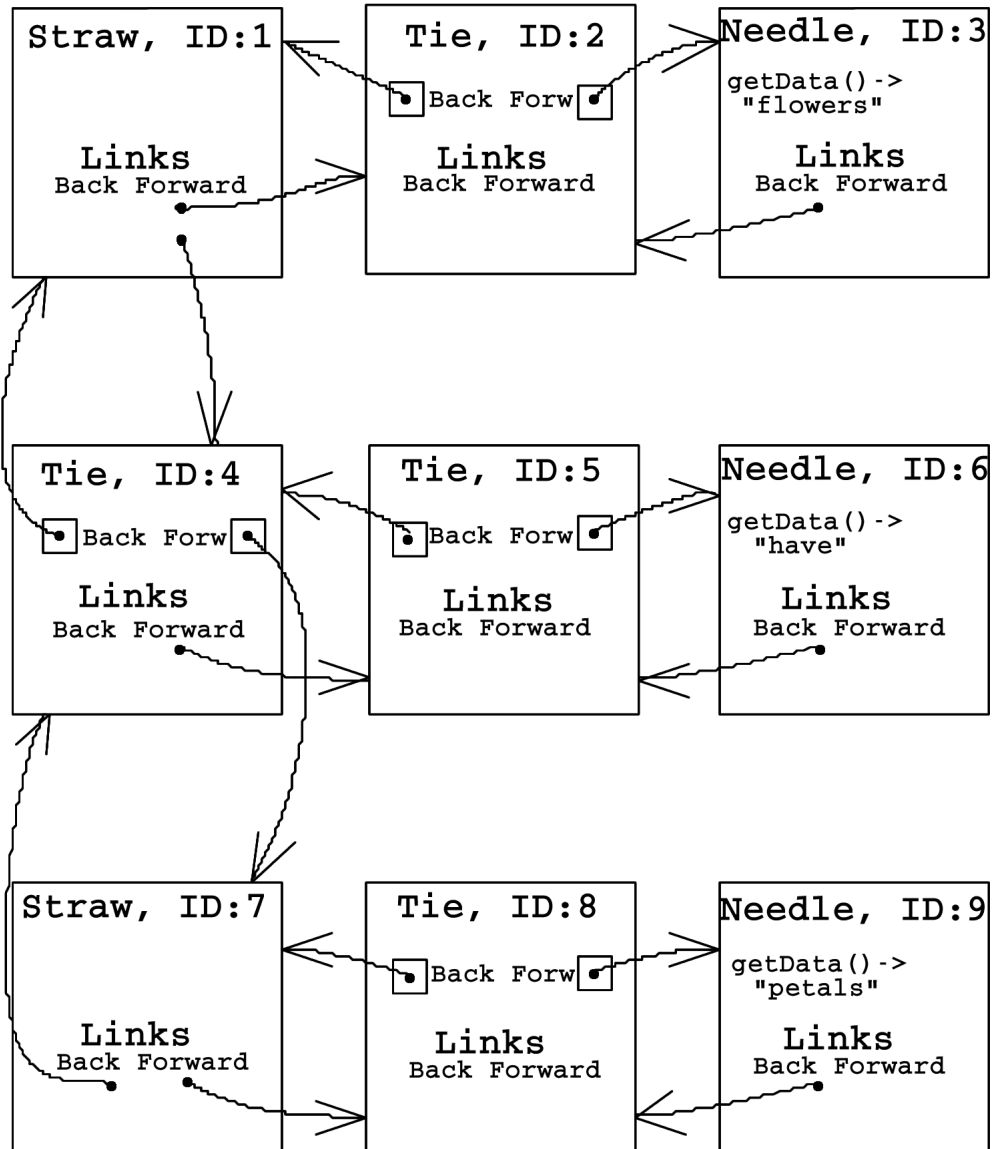 Straw, ID:1
Links
Back Forward
Tie, ID:2
Back Forw
Links
Back Forward
Needle, ID:3
getData()->
"flowers"
Links
Back Forward
Tie, ID:4
Back Forw
Links
Back Forward
Tie, ID:5
Back Forw
Links
Back Forward
Needle, ID:6
getData()->
"have"
Links
Back Forward
Straw, ID:7
Links
Back Forward
Tie, ID:8
Back Forw
Links
Back Forward
Needle, ID:9
getData()->
"petals"
Links
Back Forward